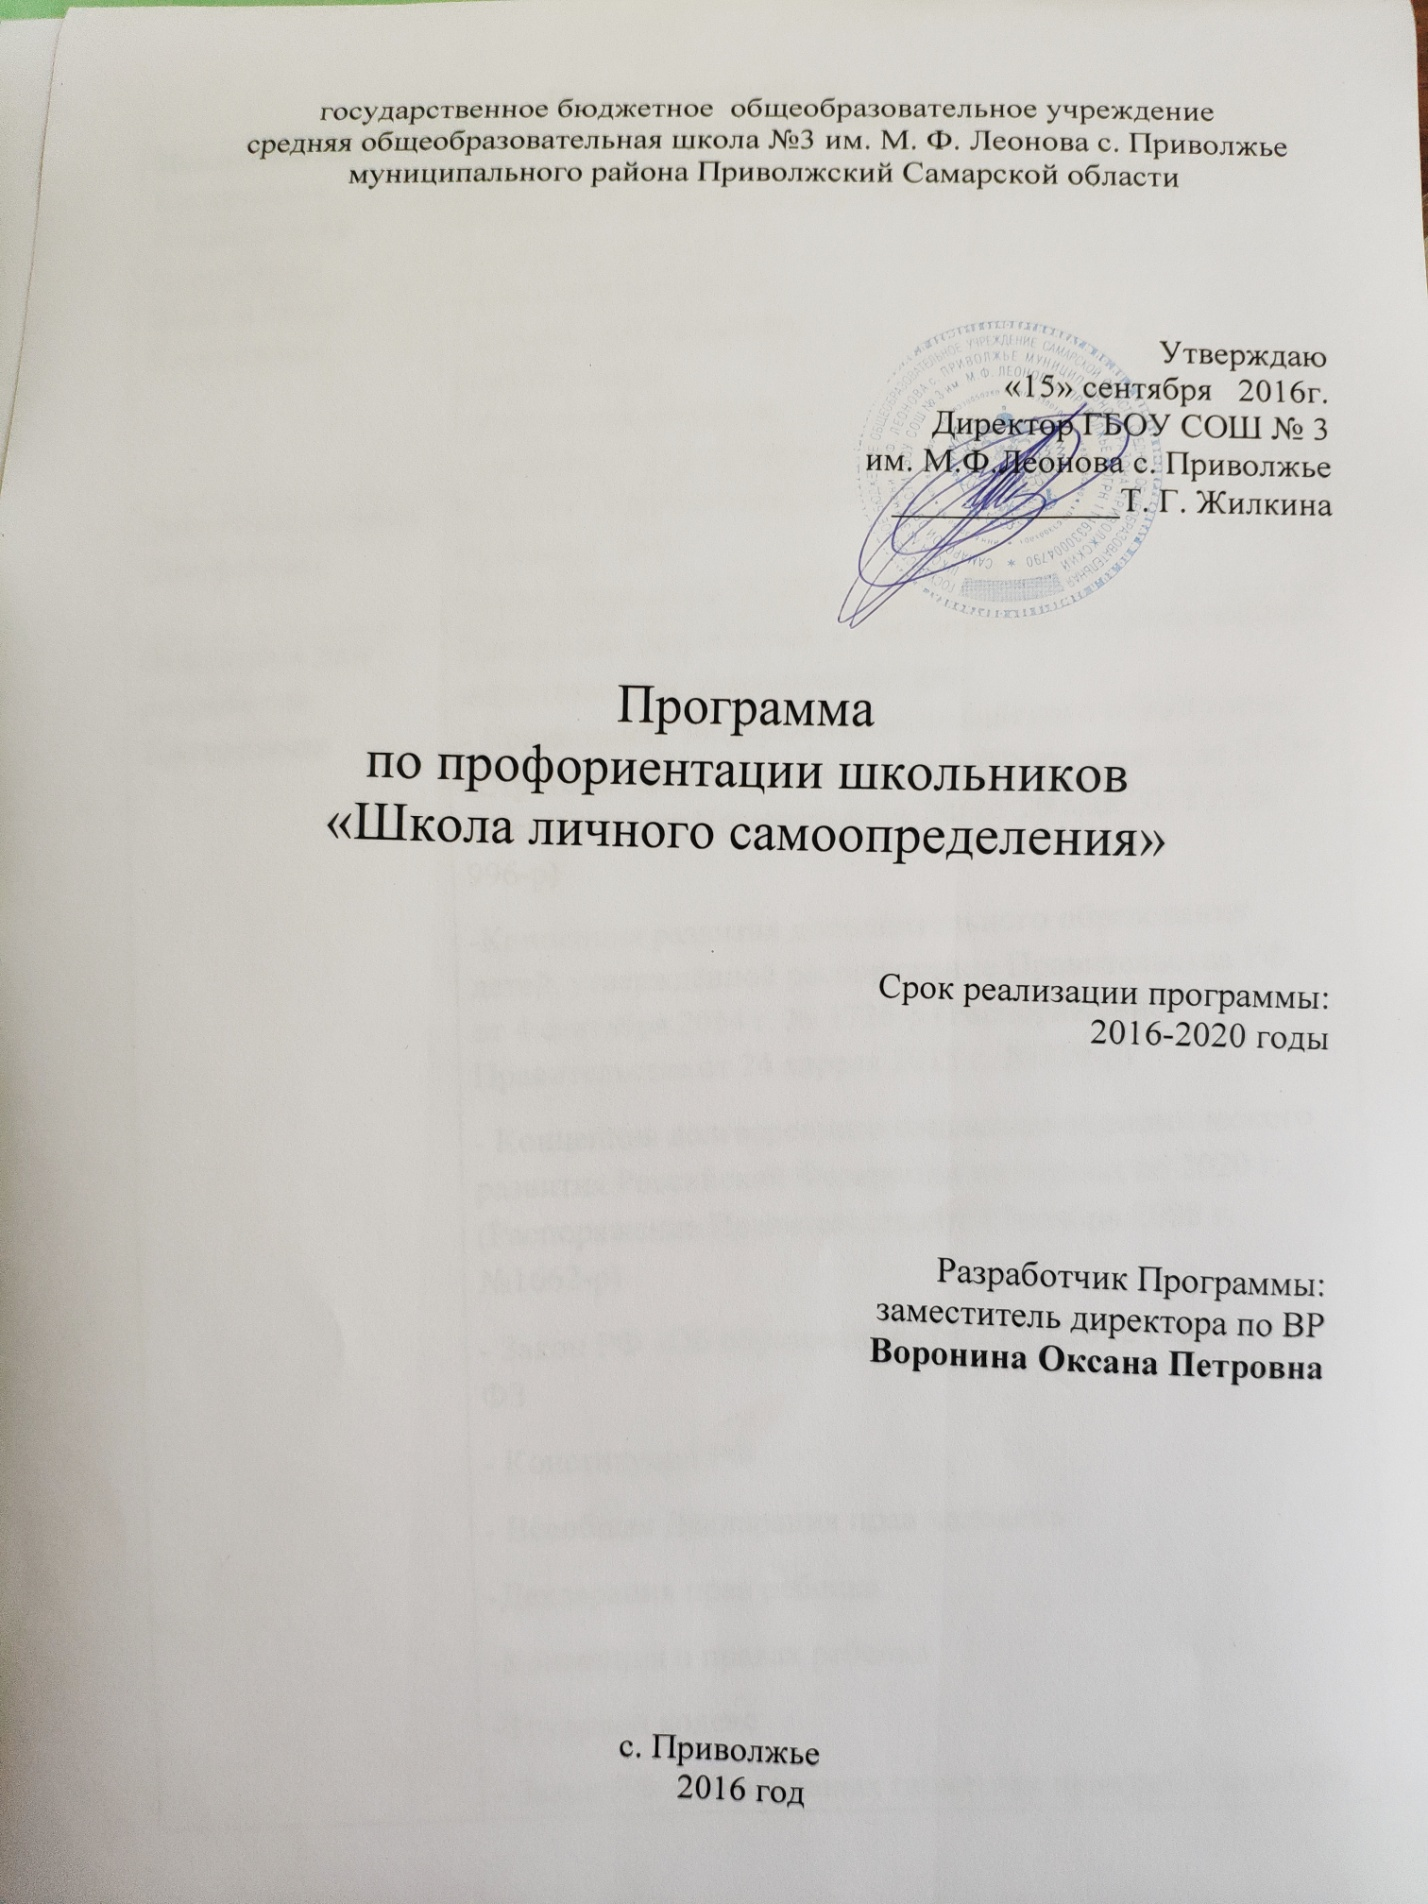 государственное бюджетное общеобразовательное учреждение
средняя общеобразовательная школа №3 им. М. Ф. Леонова с. Приволжье
муниципального района Приволжский Самарской области
Утверждаю
«15» сентября 2016г.
Директор ГБОУ СОШ № 3
им. М.Ф.Леонова с. Приволжье
______________Т. Г. Жилкина
Программа
по профориентации школьников
«Школа личного самоопределения»
Срок реализации программы:
2016-2020 годы
Разработчик Программы:
заместитель директора по ВР
Воронина Оксана Петровна
с. Приволжье
2016 год